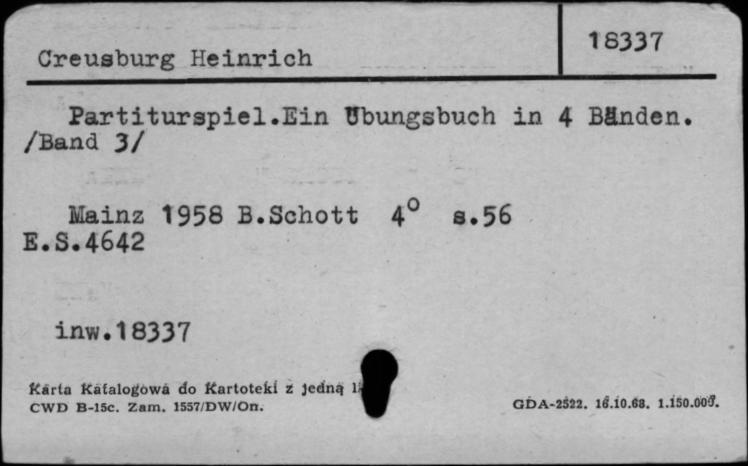 Creusburg Heinrich
18337
Partiturspiel.Ein Übungsbuch in 4 Bänden.
/Band 3/
Mainz 1958 B.Schott 4° s.56
E.S.4642
inw.18337
Karta Katalogowa do Kartoteki z jedną
CWD B-15c. Zam. 1557/DW/On.
GDA-2522. 16.10.68. 1.150.000.